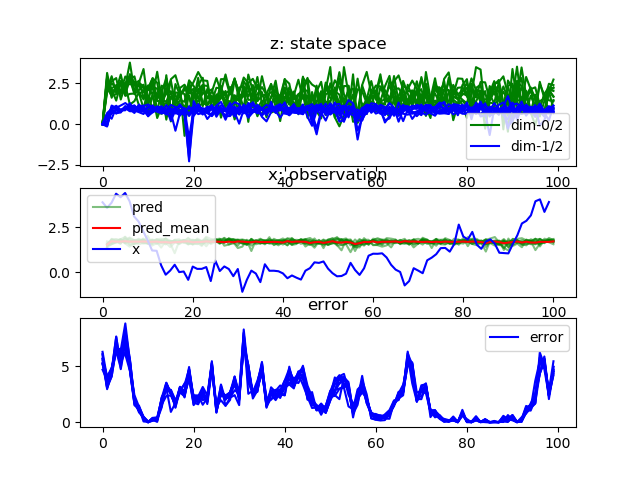 z: state space
2.5
0.0
−2.5
dim-0/2
dim-1/2
0 20 40 60 80 100
x: observation
2.5
0.0
pred
pred_mean
x
0 20 40 60 80 100
error
5
0
error
0 20 40 60 80 100